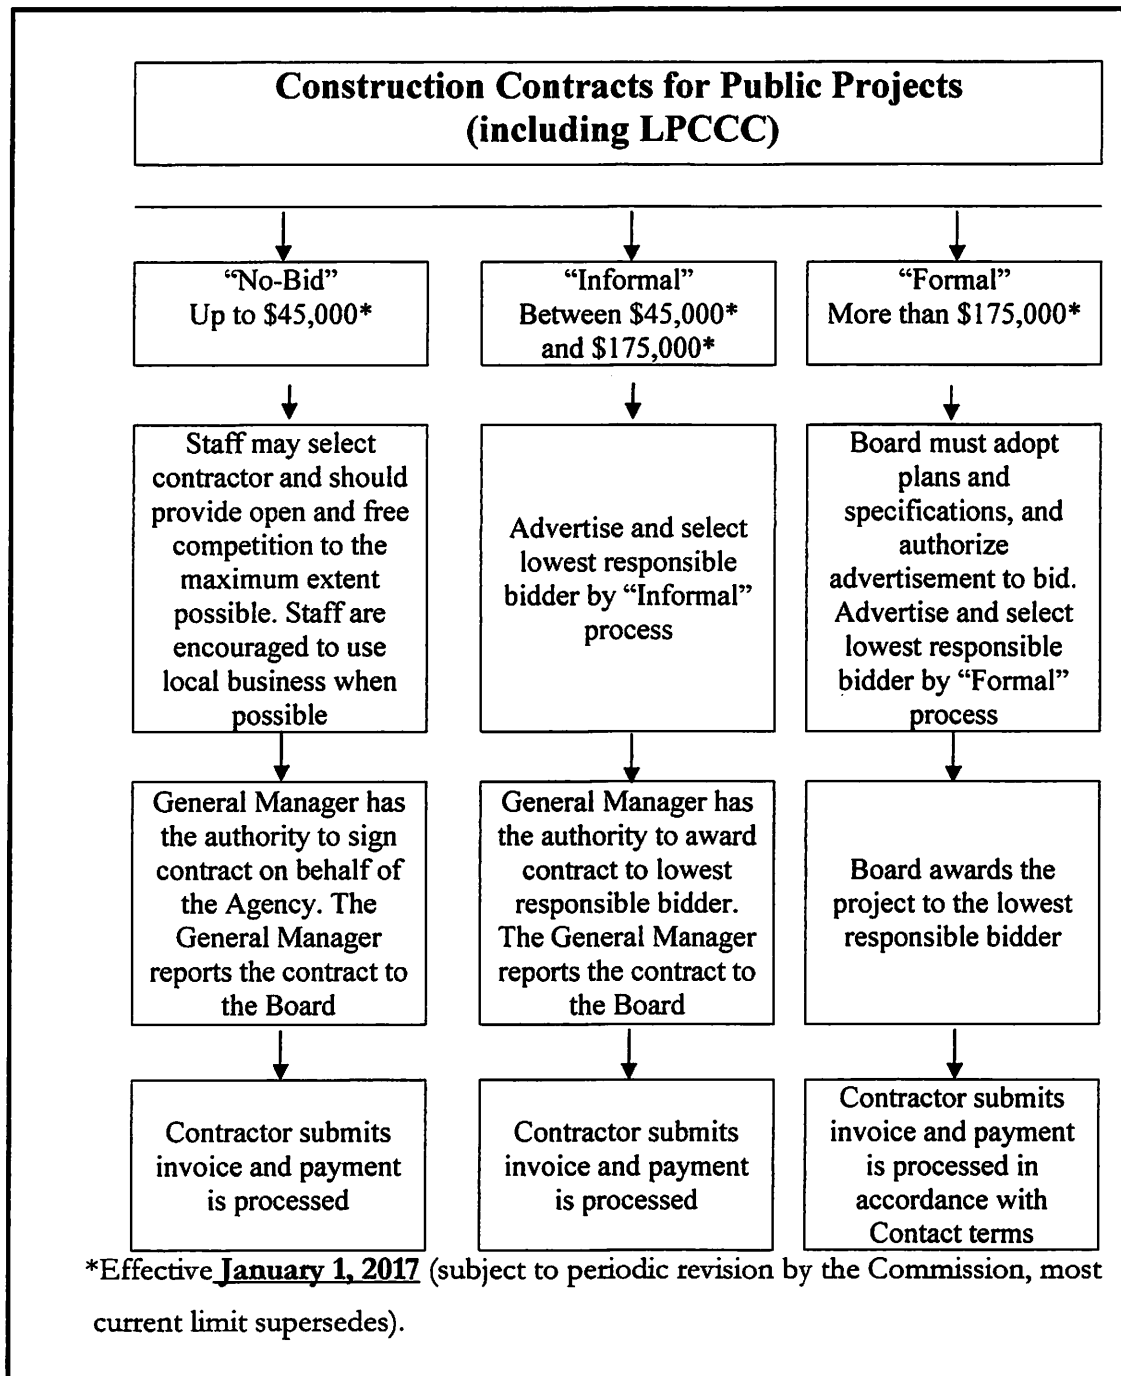 Construction Contracts for Public Projects
(including LPCCC)
“No-Bid”
Up to $45,000*
“Informal”
Between $45,000*
and $175,000*
“Formal”
More than $175,000*
Staff may select
contractor and should
provide open and free
competition to the
maximum extent
possible. Staff are
encouraged to use
local business when
possible
Advertise and select
lowest responsible
bidder by “Informal”
process
Board must adopt
plans and
specifications, and
authorize
advertisement to bid.
Advertise and select
lowest responsible
bidder by “Formal”
process
General Manager has
the authority to sign
contract on behalf of
the Agency. The
General Manager
reports the contract to
the Board
General Manager has
the authority to award
contract to lowest
responsible bidder.
The General Manager
reports the contract to
the Board
Board awards the
project to the lowest
responsible bidder
Contractor submits
invoice and payment
is processed
Contractor submits
invoice and payment
is processed
Contractor submits
invoice and payment
is processed in
accordance with
Contact terms
*Effective January 1, 2017 (subject to periodic revision by the Commission, most
current limit supersedes).